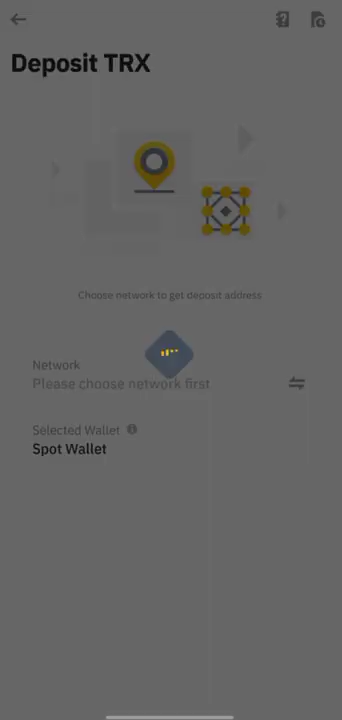 Deposit TRX
Choose network to get deposit address
Network
Please choose network first
Selected Wallet
Spot Wallet